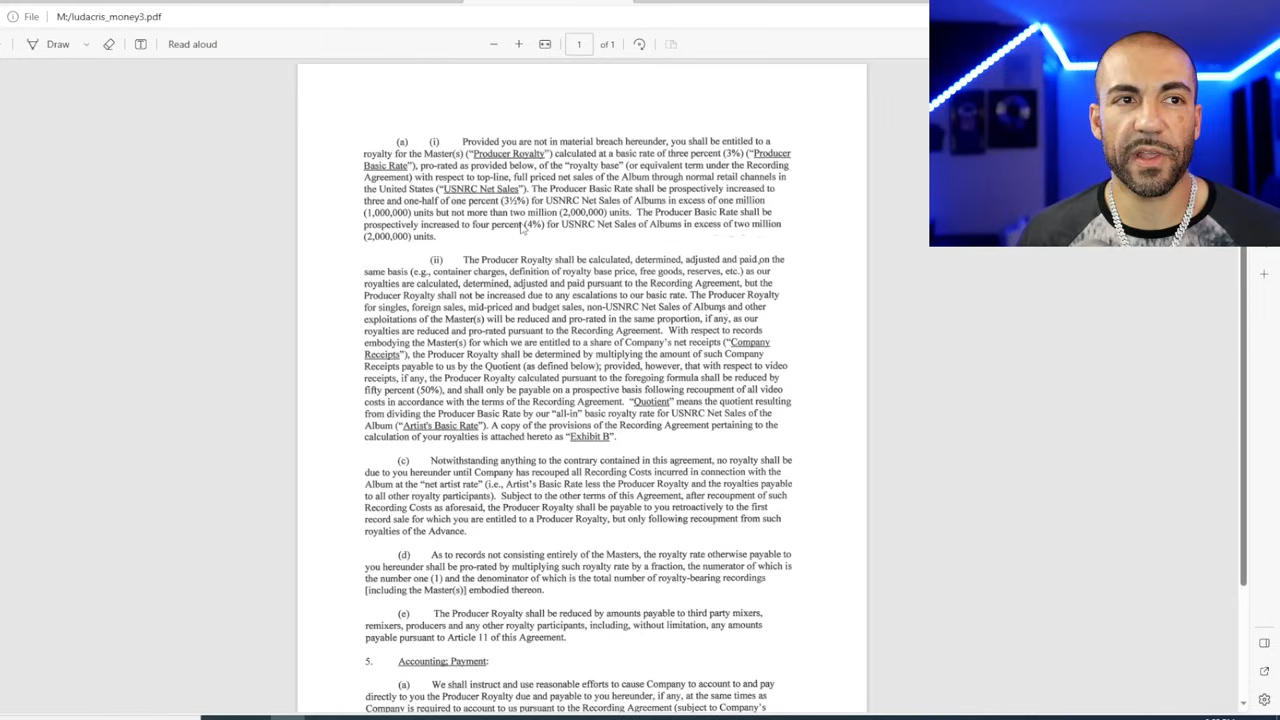 File
M:/ludacris_money3.pdf
Draw
Read aloud
1
of 1
(a) (i) Provided you are not in material breach hereunder, you shall be entitled to a
royalty for the Master(s) (“Producer Royalty”) calculated at a basic rate of three percent (3%) (“Producer
Basic Rate”), pro-rated as provided below, of the “royalty base” (or equivalent term under the Recording
Agreement) with respect to top-line, full priced net sales of the Album through normal retail channels in
the United States (“USNRC Net Sales”). The Producer Basic Rate shall be prospectively increased to
three and one-half of one percent (3½%) for USNRC Net Sales of Albums in excess of one million
(1,000,000) units but not more than two million (2,000,000) units. The Producer Basic Rate shall be
prospectively increased to four percent (4%) for USNRC Net Sales of Albums in excess of two million
(2,000,000) units.
(ii) The Producer Royalty shall be calculated, determined, adjusted and paid on the
same basis (e.g., container charges, definition of royalty base price, free goods, reserves, etc.) as our
royalties are calculated, determined, adjusted and paid pursuant to the Recording Agreement, but the
Producer Royalty shall not be increased due to any escalations to our basic rate. The Producer Royalty
for singles, foreign sales, mid-priced and budget sales, non-USNRC Net Sales of Albums and other
exploitations of the Master(s) will be reduced and pro-rated in the same proportion, if any, as our
royalties are reduced and pro-rated pursuant to the Recording Agreement. With respect to records
embodying the Master(s) for which we are entitled to a share of Company’s net receipts (“Company
Receipts”), the Producer Royalty shall be determined by multiplying the amount of such Company
Receipts payable to us by the Quotient (as defined below); provided, however, that with respect to video
receipts, if any, the Producer Royalty calculated pursuant to the foregoing formula shall be reduced by
fifty percent (50%), and shall only be payable on a prospective basis following recoupment of all video
costs in accordance with the terms of the Recording Agreement. “Quotient” means the quotient resulting
from dividing the Producer Basic Rate by our “all-in” basic royalty rate for USNRC Net Sales of the
Album (“Artist’s Basic Rate”). A copy of the provisions of the Recording Agreement pertaining to the
calculation of your royalties is attached hereto as “Exhibit B”.
(c) Notwithstanding anything to the contrary contained in this agreement, no royalty shall be
due to you hereunder until Company has recouped all Recording Costs incurred in connection with the
Album at the “net artist rate” (i.e., Artist’s Basic Rate less the Producer Royalty and the royalties payable
to all other royalty participants). Subject to the other terms of this Agreement, after recoupment of such
Recording Costs as aforesaid, the Producer Royalty shall be payable to you retroactively to the first
record sale for which you are entitled to a Producer Royalty, but only following recoupment from such
royalties of the Advance.
(d) As to records not consisting entirely of the Masters, the royalty rate otherwise payable to
you hereunder shall be pro-rated by multiplying such royalty rate by a fraction, the numerator of which is
the number one (1) and the denominator of which is the total number of royalty-bearing recordings
[including the Master(s)] embodied thereon.
(e) The Producer Royalty shall be reduced by amounts payable to third party mixers,
remixers, producers and any other royalty participants, including, without limitation, any amounts
payable pursuant to Article 11 of this Agreement.
5. Accounting; Payment:
(a) We shall instruct and use reasonable efforts to cause Company to account to and pay
directly to you the Producer Royalty due and payable to you hereunder, if any, at the same times as
Company is required to account to us pursuant to the Recording Agreement (subject to Company’s